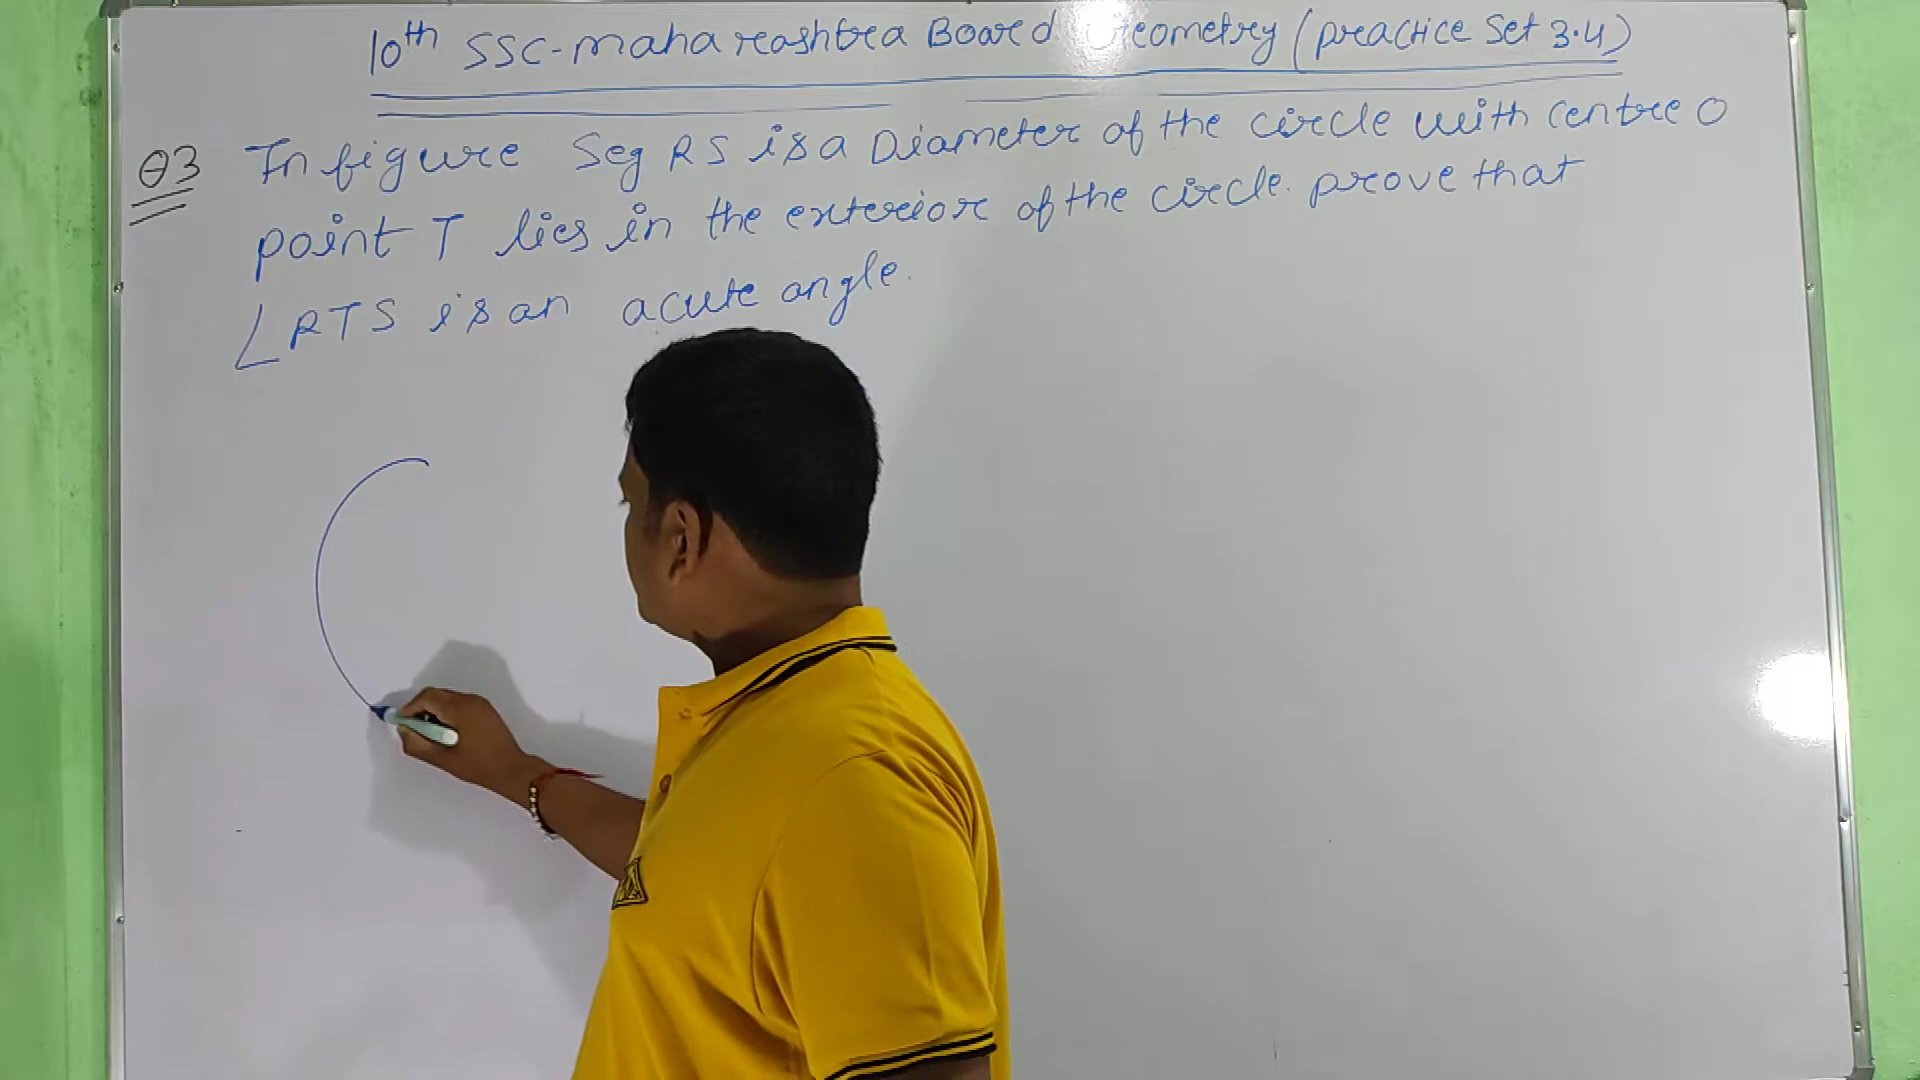 10th SSC-maharashtra Board Geometry (practice set 3.4)
Q3 In figure Seg RS is a Diameter of the circle with centre O
point T lies in the exterior of the circle. prove that
∠RTS is an acute angle.